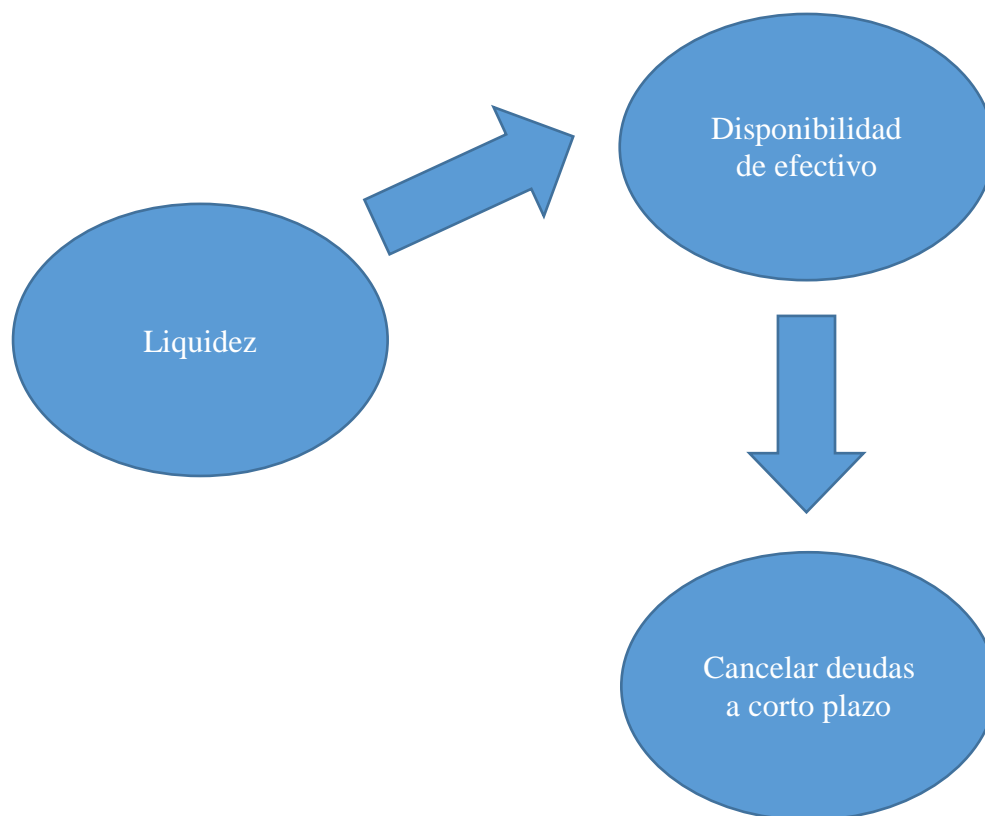 Disponibilidad
de efectivo
Liquidez
Cancelar deudas
a corto plazo